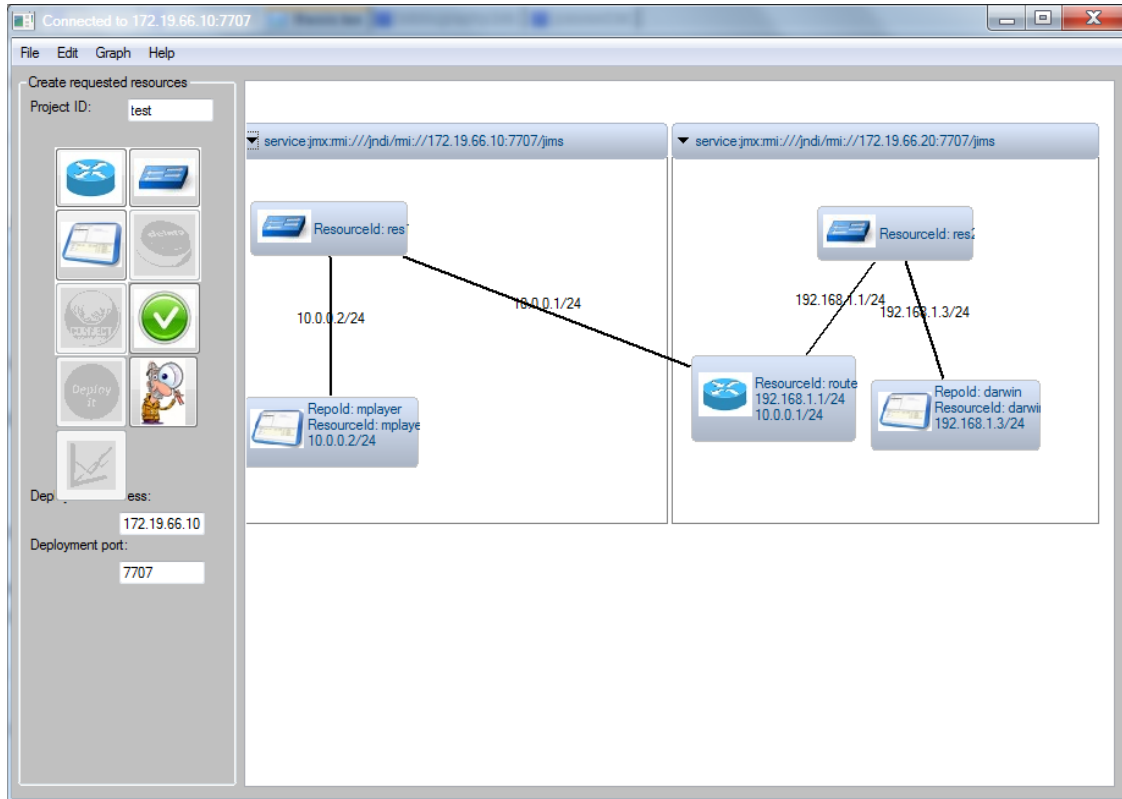 Connected to 172.19.66.10:7707
File Edit Graph Help
Create requested resources
Project ID: test
CONNECT
Deploy it
Dep ess:
172.19.66.10
Deployment port:
7707
service:jmx:rmi:///jndi/rmi://172.19.66.10:7707/jims
ResourceId: res
10.0.0.2/24
10.0.0.1/24
RepoId: mplayer
ResourceId: mplaye
10.0.0.2/24
service:jmx:rmi:///jndi/rmi://172.19.66.20:7707/jims
ResourceId: res2
192.168.1.1/24
192.168.1.3/24
ResourceId: route
192.168.1.1/24
10.0.0.1/24
RepoId: darwin
ResourceId: darwi
192.168.1.3/24